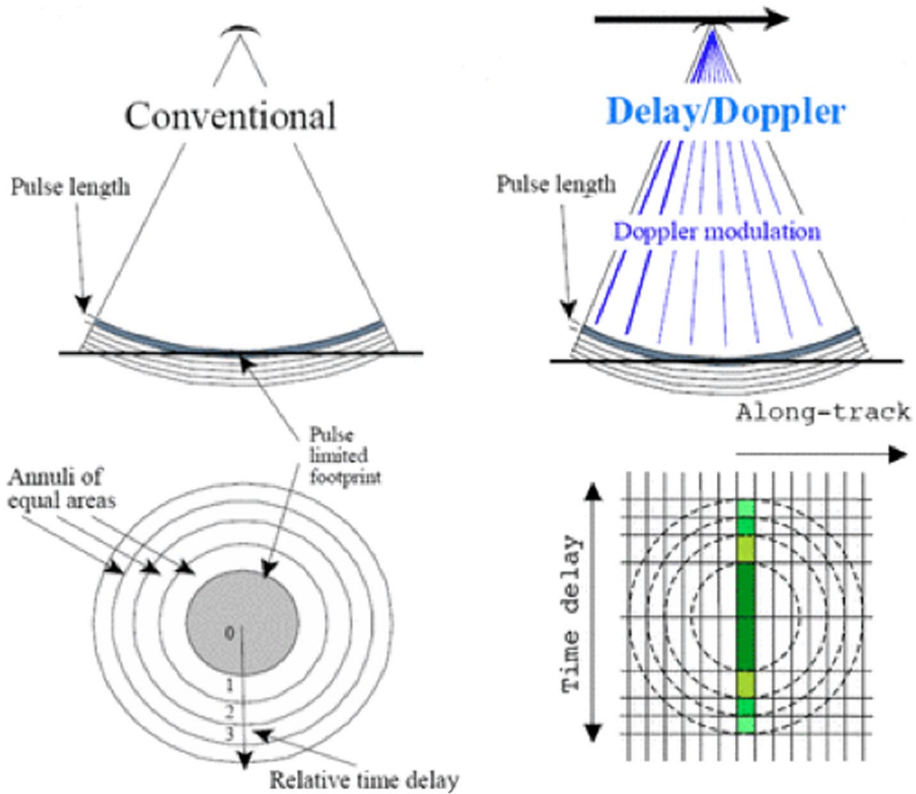 Conventional
Pulse length
Pulse
limited
footprint
Annuli of
equal areas
0
1
2
3
Relative time delay
Delay/Doppler
Pulse length
Doppler modulation
Along-track
Time delay